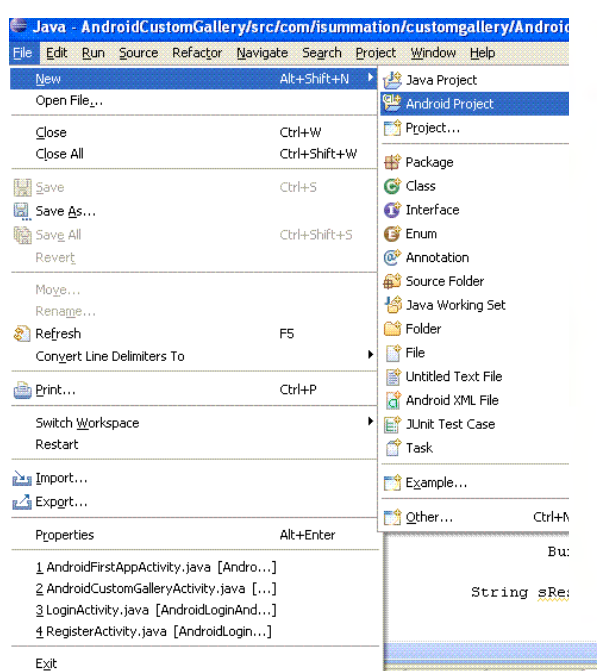 Java - AndroidCustomGallery/src/com/isummation/customgallery/Android
File Edit Run Source Refactor Navigate Search Project Window Help
New Alt+Shift+N
Open File...
Close Ctrl+W
Close All Ctrl+Shift+W
Save Ctrl+S
Save As...
Save All Ctrl+Shift+S
Revert
Move...
Rename...
Refresh F5
Convert Line Delimiters To
Print... Ctrl+P
Switch Workspace
Restart
Import...
Export...
Properties Alt+Enter
1 AndroidFirstAppActivity.java [Andro...]
2 AndroidCustomGalleryActivity.java [...]
3 LoginActivity.java [AndroidLoginAnd...]
4 RegisterActivity.java [AndroidLogin...]
Exit
Java Project
Android Project
Project...
Package
Class
Interface
Enum
Annotation
Source Folder
Java Working Set
Folder
File
Untitled Text File
Android XML File
JUnit Test Case
Task
Example...
Other... Ctrl+N
Bu
String sRes